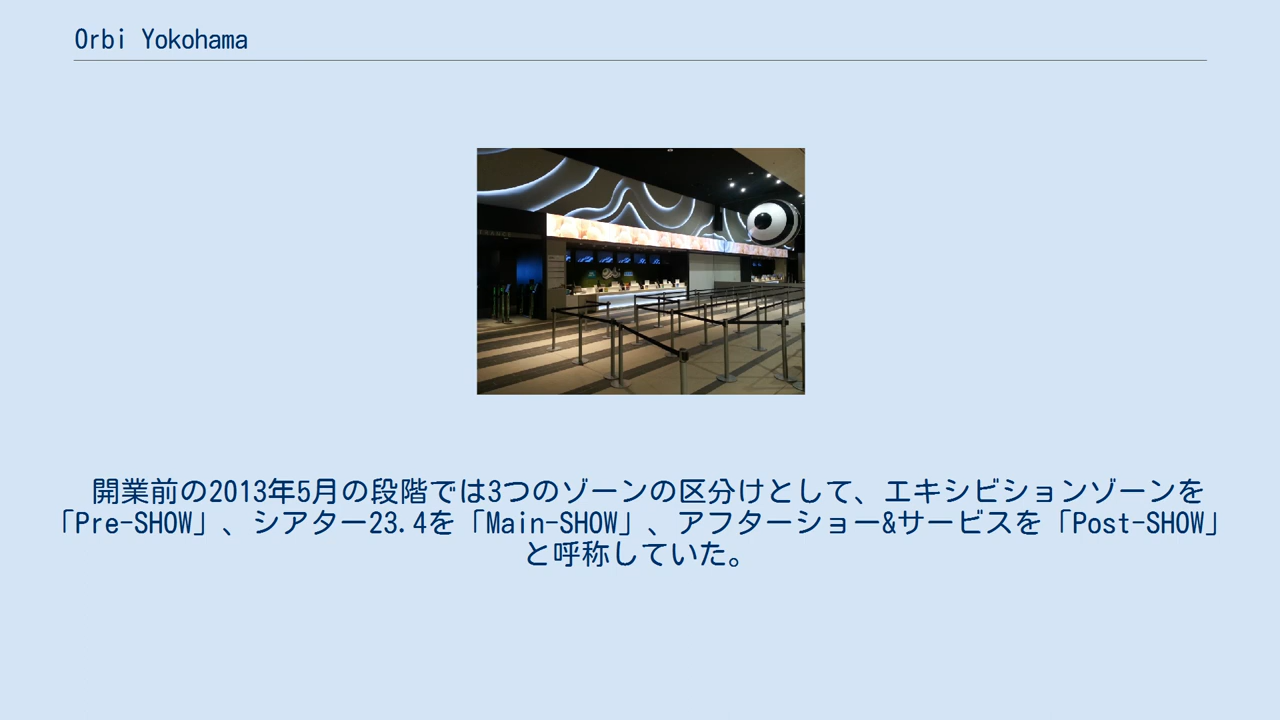 Orbi Yokohama
orbi
開業前の2013年5月の段階では3つのゾーンの区分けとして、エキシビションゾーンを
「Pre-SHOW」、シアター23.4を「Main-SHOW」、アフターショー&サービスを「Post-SHOW」
と呼称していた。